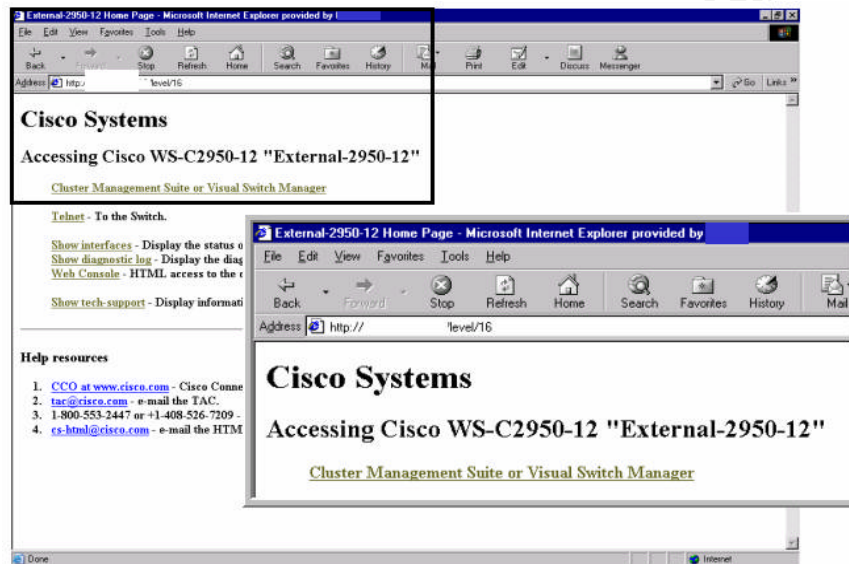 External-2950-12 Home Page - Microsoft Internet Explorer provided by
File Edit View Favorites Tools Help
Back Forward Stop Refresh Home Search Favorites History Mail Print Edit Discuss Messenger
Address http:/ level/16 Go Links »
Cisco Systems
Accessing Cisco WS-C2950-12 "External-2950-12"
Cluster Management Suite or Visual Switch Manager
Telnet - To the Switch.
Show interfaces - Display the status o
Show diagnostic log - Display the diag
Web Console - HTML access to the c
Show tech-support - Display informati
Help resources
1. CCO at www.cisco.com - Cisco Conne
2. tac@cisco.com - e-mail the TAC.
3. 1-800-553-2447 or +1-408-526-7209 -
4. cs-html@cisco.com - e-mail the HTM
Done Internet
External-2950-12 Home Page - Microsoft Internet Explorer provided by
File Edit View Favorites Tools Help
Back Forward Stop Refresh Home Search Favorites History Mail
Address http:// 'level/16
Cisco Systems
Accessing Cisco WS-C2950-12 "External-2950-12"
Cluster Management Suite or Visual Switch Manager